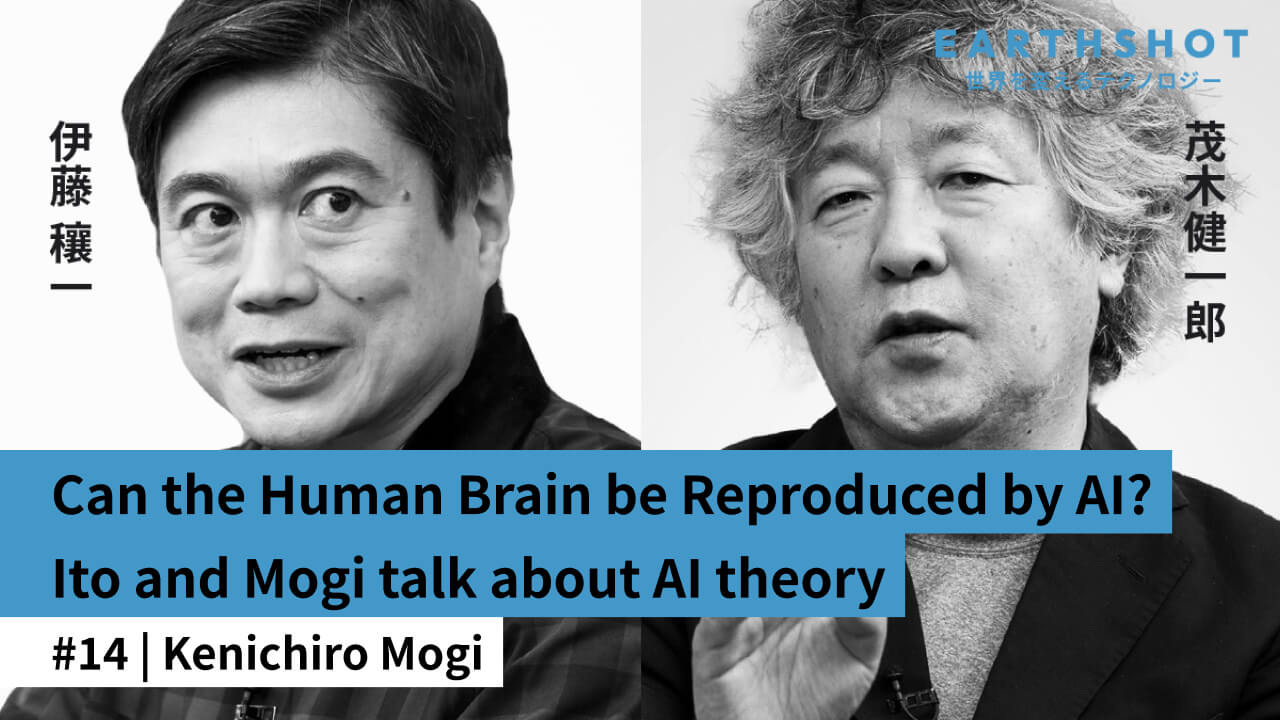 EARTHSHOT
世界を変えるテクノロジー
伊藤 穰一
茂木健一郎
Can the Human Brain be Reproduced by AI?
Ito and Mogi talk about AI theory
#14 | Kenichiro Mogi